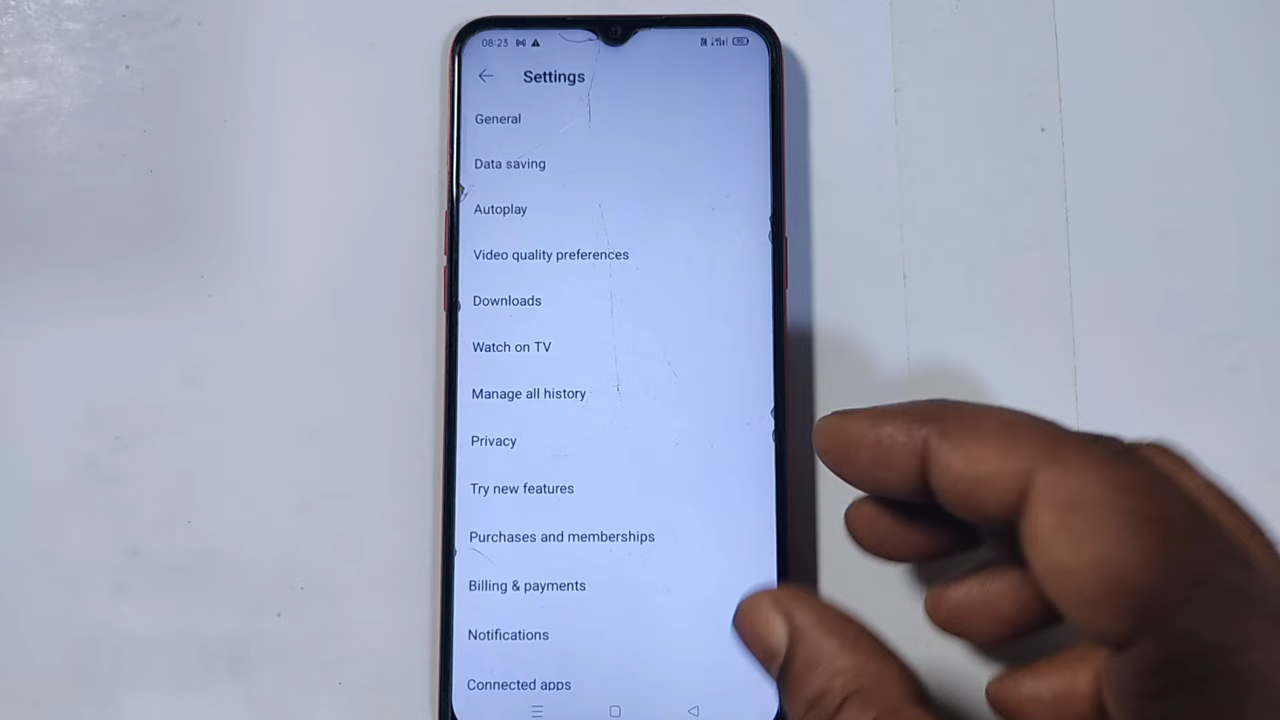 08:23
Settings
General
Data saving
Autoplay
Video quality preferences
Downloads
Watch on TV
Manage all history
Privacy
Try new features
Purchases and memberships
Billing & payments
Notifications
Connected apps